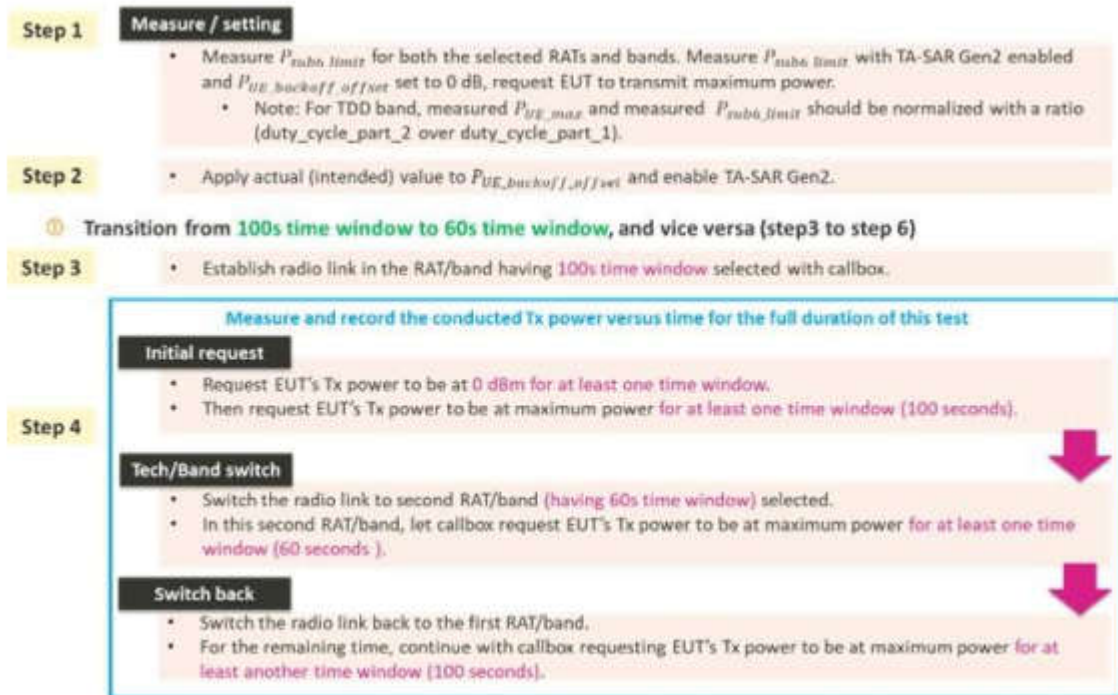 Step 1
Measure / setting
• Measure P_sub6_limit for both the selected RATs and bands. Measure P_sub6_limit with TA-SAR Gen2 enabled
and P_UE_backoff_offset set to 0 dB, request EUT to transmit maximum power.
• Note: For TDD band, measured P_UE_max and measured P_sub6_limit should be normalized with a ratio
(duty_cycle_part_2 over duty_cycle_part_1).
Step 2
• Apply actual (intended) value to P_UE_backoff_offset and enable TA-SAR Gen2.
① Transition from 100s time window to 60s time window, and vice versa (step3 to step 6)
Step 3
• Establish radio link in the RAT/band having 100s time window selected with callbox.
Measure and record the conducted Tx power versus time for the full duration of this test
Step 4
Initial request
• Request EUT's Tx power to be at 0 dBm for at least one time window.
• Then request EUT's Tx power to be at maximum power for at least one time window (100 seconds).
Tech/Band switch
• Switch the radio link to second RAT/band (having 60s time window) selected.
• In this second RAT/band, let callbox request EUT's Tx power to be at maximum power for at least one time
window (60 seconds ).
Switch back
• Switch the radio link back to the first RAT/band.
• For the remaining time, continue with callbox requesting EUT's Tx power to be at maximum power for at
least another time window (100 seconds).